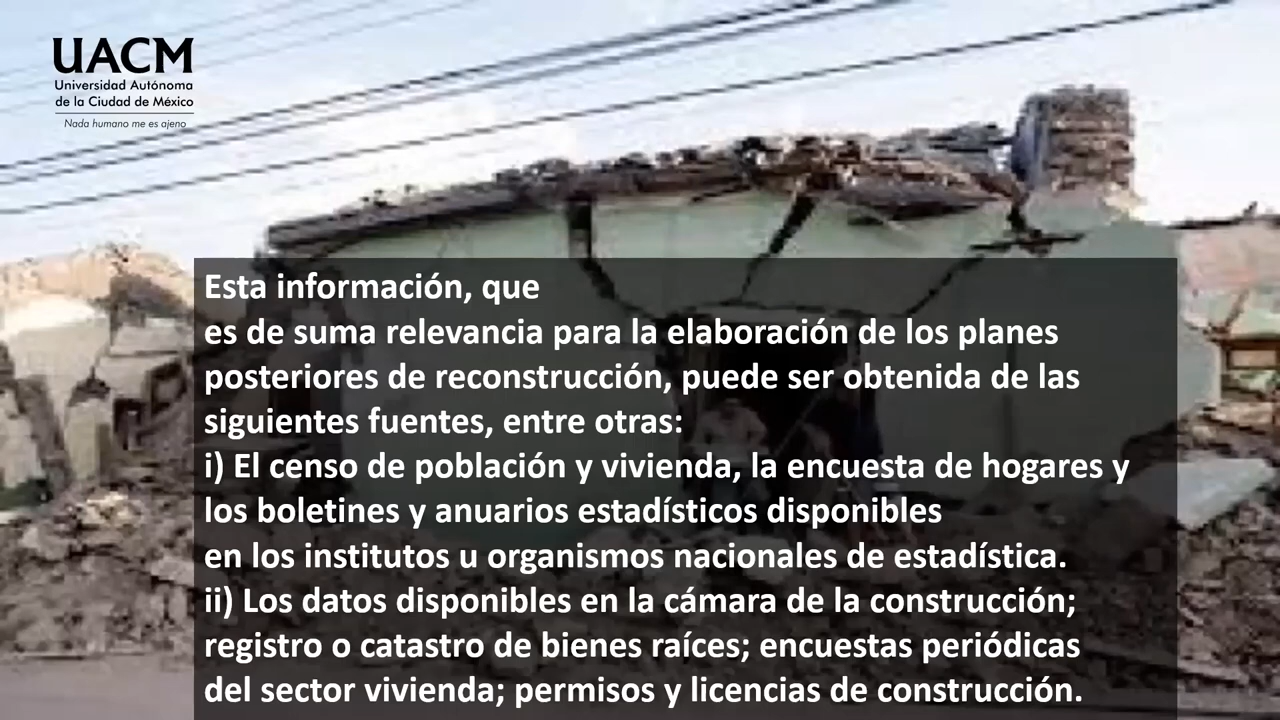 UACM
Universidad Autónoma
de la Ciudad de México
Nada humano me es ajeno
Esta información, que
es de suma relevancia para la elaboración de los planes
posteriores de reconstrucción, puede ser obtenida de las
siguientes fuentes, entre otras:
i) El censo de población y vivienda, la encuesta de hogares y
los boletines y anuarios estadísticos disponibles
en los institutos u organismos nacionales de estadística.
ii) Los datos disponibles en la cámara de la construcción;
registro o catastro de bienes raíces; encuestas periódicas
del sector vivienda; permisos y licencias de construcción.